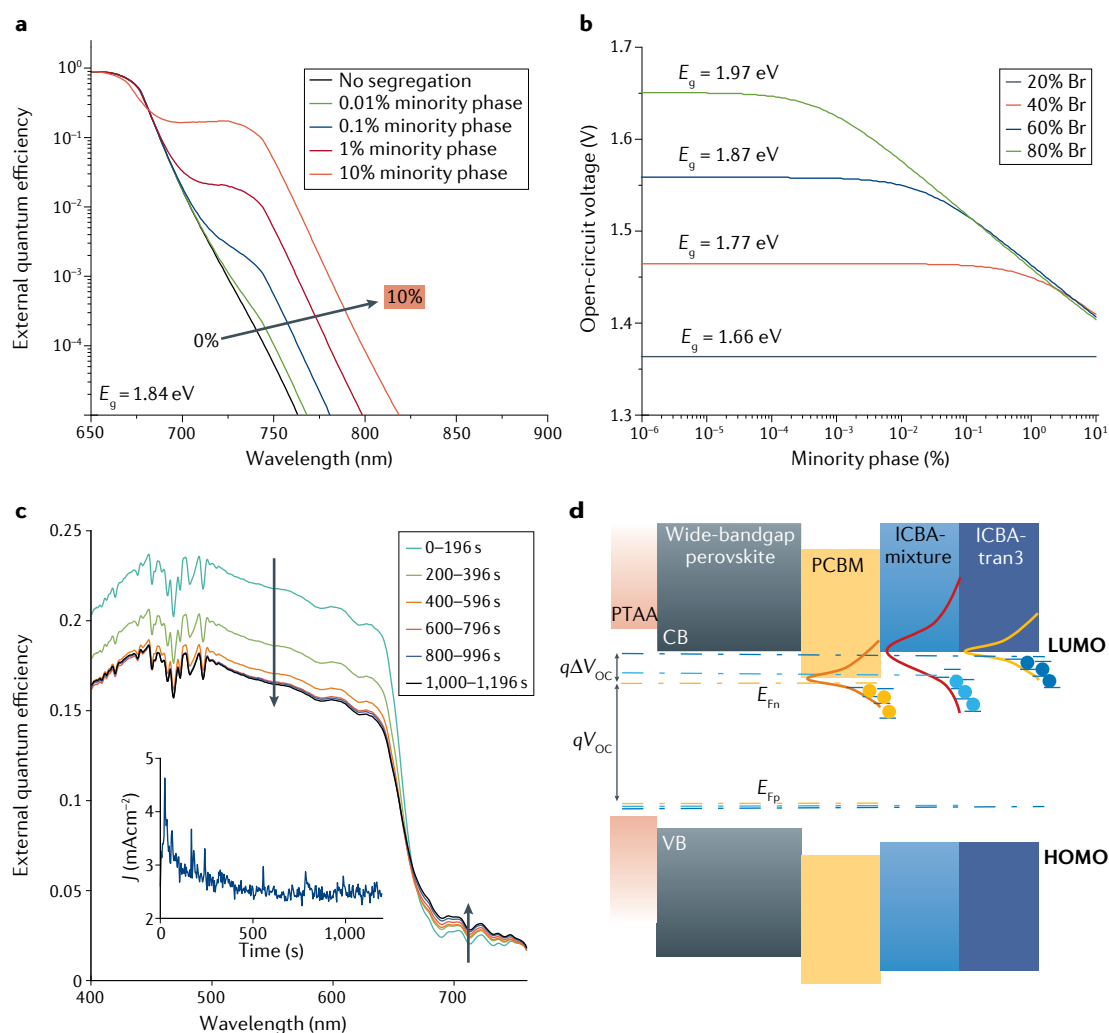 a
External quantum efficiency
10⁰
10⁻¹
10⁻²
10⁻³
10⁻⁴
No segregation
0.01% minority phase
0.1% minority phase
1% minority phase
10% minority phase
0%
10%
E_g = 1.84 eV
650 700 750 800 850 900
Wavelength (nm)
b
Open-circuit voltage (V)
1.7
1.6
1.5
1.4
1.3
E_g = 1.97 eV
E_g = 1.87 eV
E_g = 1.77 eV
E_g = 1.66 eV
20% Br
40% Br
60% Br
80% Br
10⁻⁶ 10⁻⁵ 10⁻⁴ 10⁻³ 10⁻² 10⁻¹ 10⁰ 10¹
Minority phase (%)
c
External quantum efficiency
0.25
0.2
0.15
0.1
0.05
0
0–196 s
200–396 s
400–596 s
600–796 s
800–996 s
1,000–1,196 s
J (mAcm⁻²)
5
4
3
2
0 500 1,000
Time (s)
400 500 600 700
Wavelength (nm)
d
Wide-bandgap
perovskite
PTAA
CB
PCBM
ICBA-
mixture
ICBA-
tran3
LUMO
qΔV_OC
E_Fn
qV_OC
E_Fp
VB
HOMO